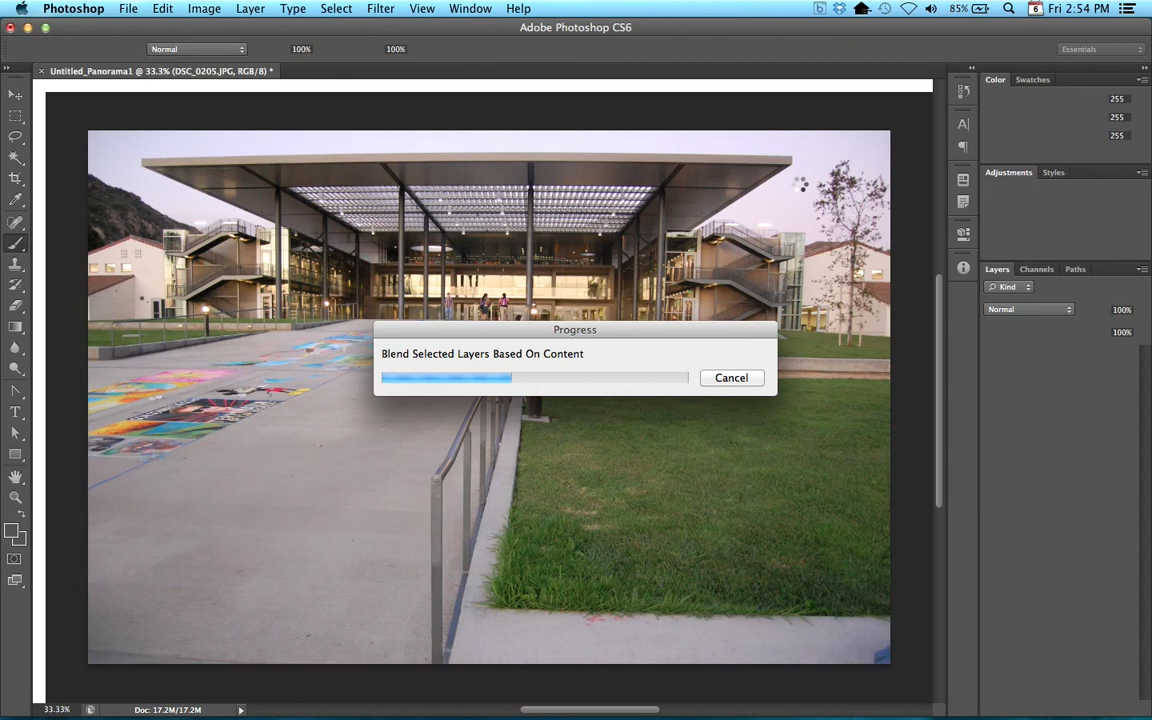 Photoshop File Edit Image Layer Type Select Filter View Window Help 85% 6 Fri 2:54 PM
Adobe Photoshop CS6
Normal 100% 100% Essentials
Untitled_Panorama1 @ 33.3% (DSC_0205.JPG, RGB/8) *
Color Swatches
255
255
255
Adjustments Styles
Layers Channels Paths
Kind
Normal 100%
100%
Progress
Blend Selected Layers Based On Content
Cancel
33.33% Doc: 17.2M/17.2M